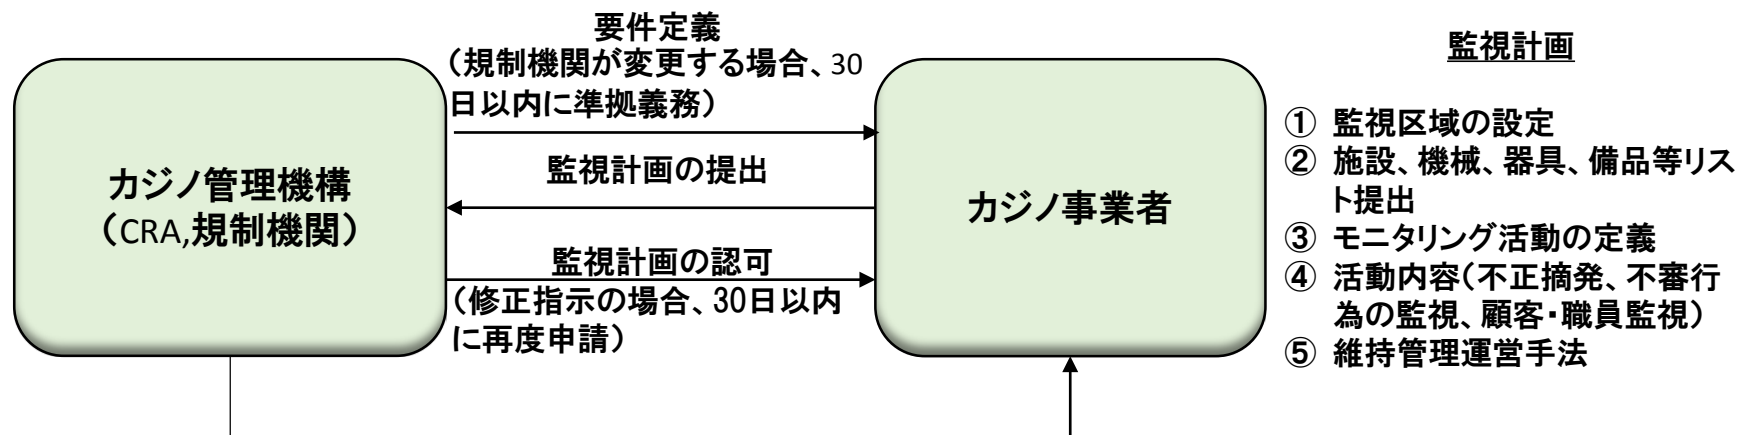 要件定義
（規制機関が変更する場合、30
日以内に準拠義務）
カジノ管理機構
（CRA,規制機関）
監視計画の提出
監視計画の認可
（修正指示の場合、30日以内
に再度申請）
カジノ事業者
監視計画
① 監視区域の設定
② 施設、機械、器具、備品等リス
ト提出
③ モニタリング活動の定義
④ 活動内容（不正摘発、不審行
為の監視、顧客・職員監視）
⑤ 維持管理運営手法